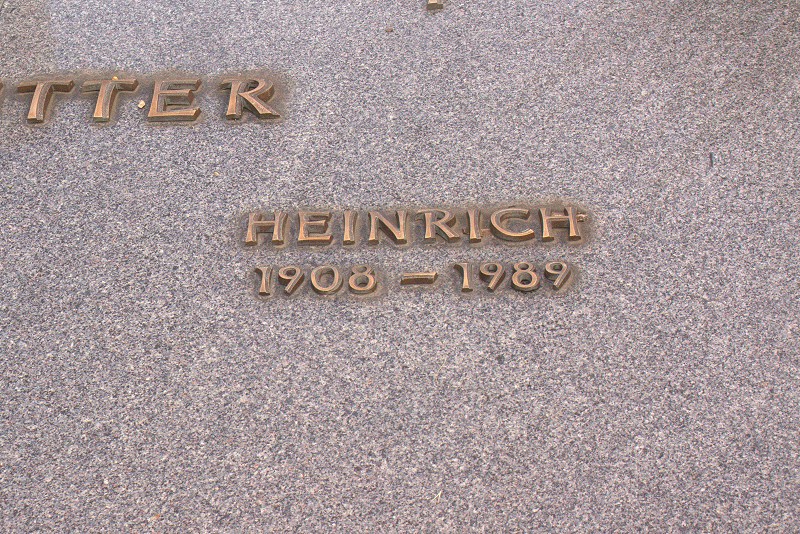 TTER
HEINRICH
1908 – 1989